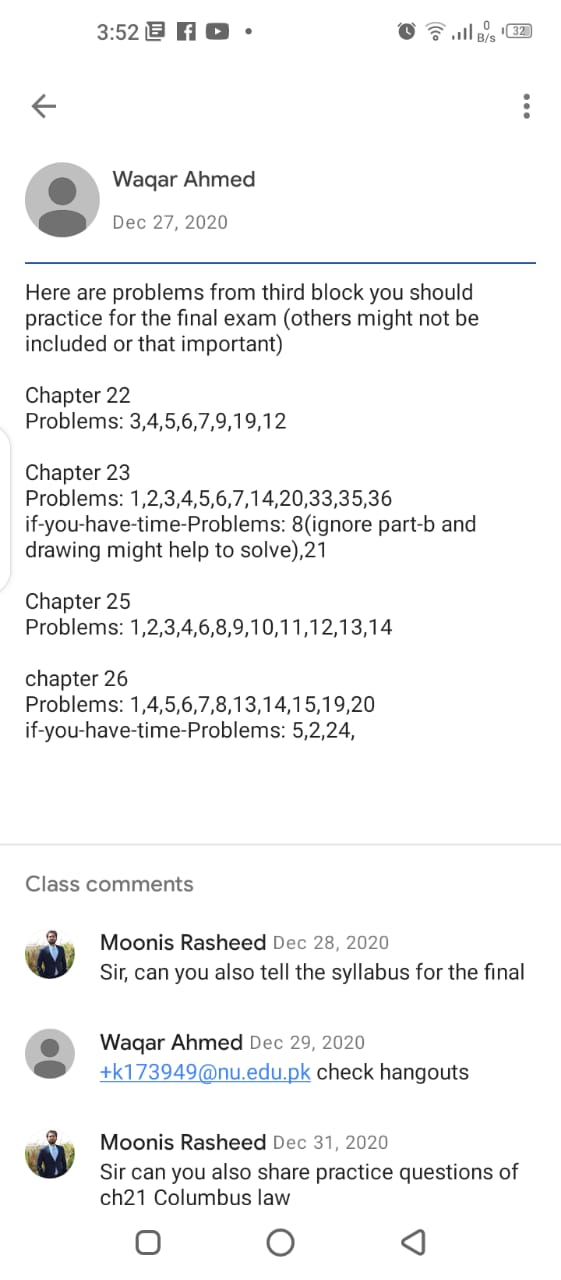 3:52
0
B/s
32
Waqar Ahmed
Dec 27, 2020
Here are problems from third block you should
practice for the final exam (others might not be
included or that important)
Chapter 22
Problems: 3,4,5,6,7,9,19,12
Chapter 23
Problems: 1,2,3,4,5,6,7,14,20,33,35,36
if-you-have-time-Problems: 8(ignore part-b and
drawing might help to solve),21
Chapter 25
Problems: 1,2,3,4,6,8,9,10,11,12,13,14
chapter 26
Problems: 1,4,5,6,7,8,13,14,15,19,20
if-you-have-time-Problems: 5,2,24,
Class comments
Moonis Rasheed Dec 28, 2020
Sir, can you also tell the syllabus for the final
Waqar Ahmed Dec 29, 2020
+k173949@nu.edu.pk check hangouts
Moonis Rasheed Dec 31, 2020
Sir can you also share practice questions of
ch21 Columbus law